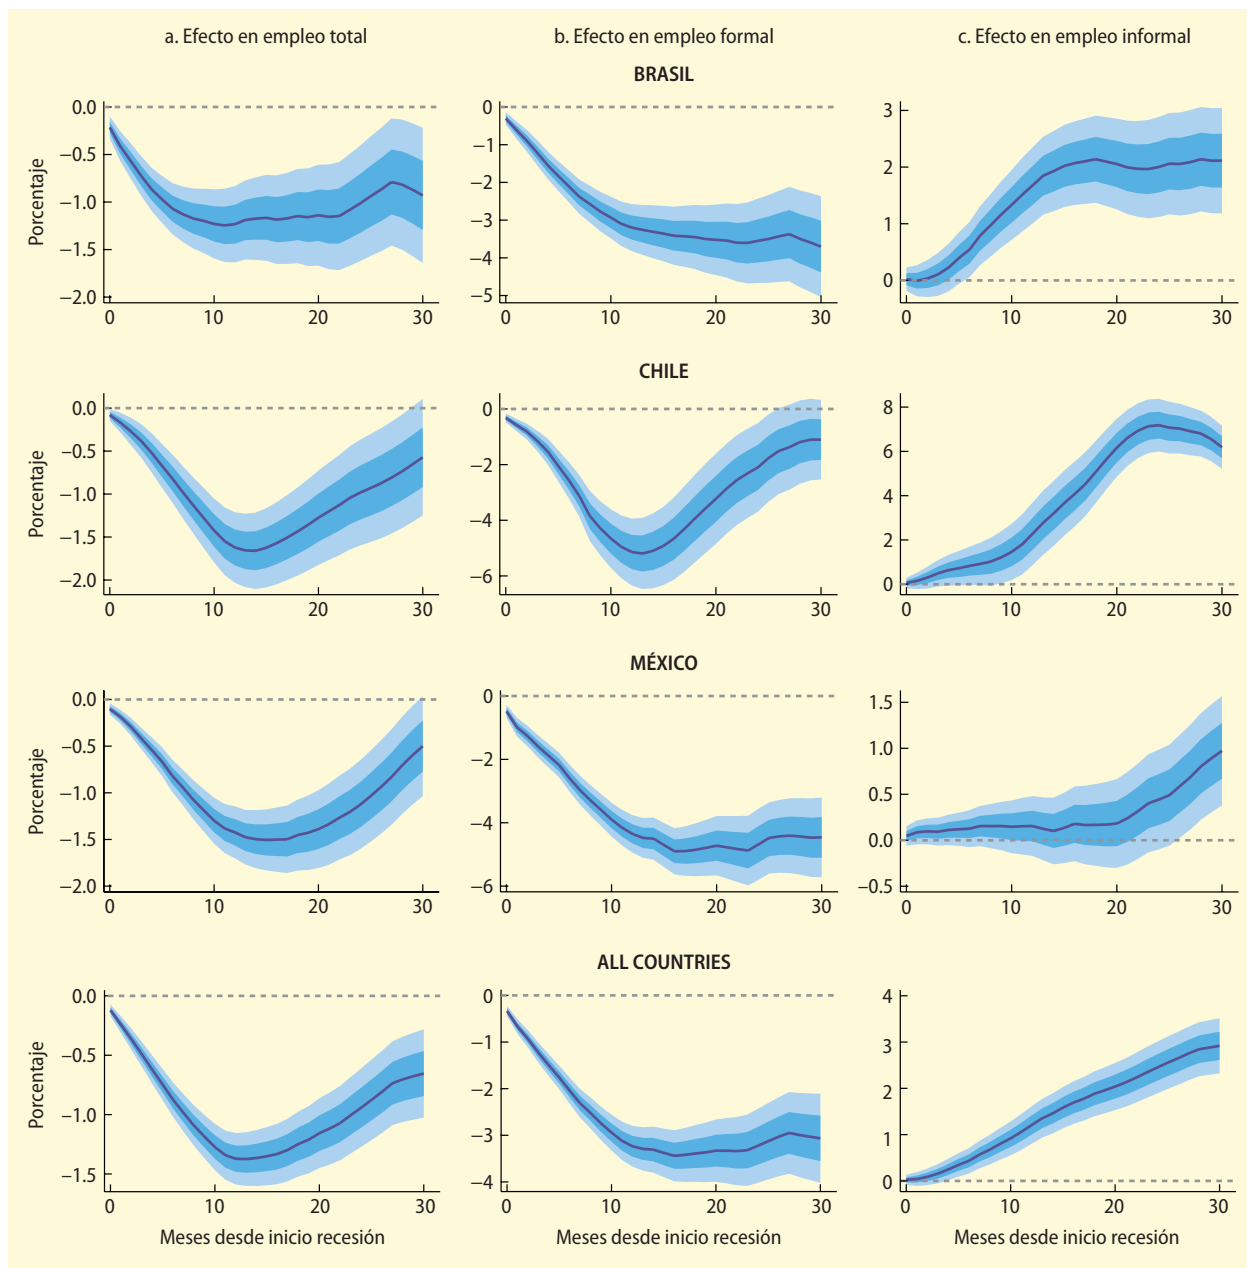 a. Efecto en empleo total
b. Efecto en empleo formal
c. Efecto en empleo informal
BRASIL
Porcentaje
0.0
−0.5
−1.0
−1.5
−2.0
0 10 20 30
0
−1
−2
−3
−4
−5
0 10 20 30
3
2
1
0
0 10 20 30
CHILE
Porcentaje
0.0
−0.5
−1.0
−1.5
−2.0
0 10 20 30
0
−2
−4
−6
0 10 20 30
8
6
4
2
0
0 10 20 30
MÉXICO
Porcentaje
0.0
−0.5
−1.0
−1.5
−2.0
0 10 20 30
0
−2
−4
−6
0 10 20 30
1.5
1.0
0.5
0.0
−0.5
0 10 20 30
ALL COUNTRIES
Porcentaje
0.0
−0.5
−1.0
−1.5
0 10 20 30
Meses desde inicio recesión
0
−1
−2
−3
−4
0 10 20 30
Meses desde inicio recesión
4
3
2
1
0
0 10 20 30
Meses desde inicio recesión